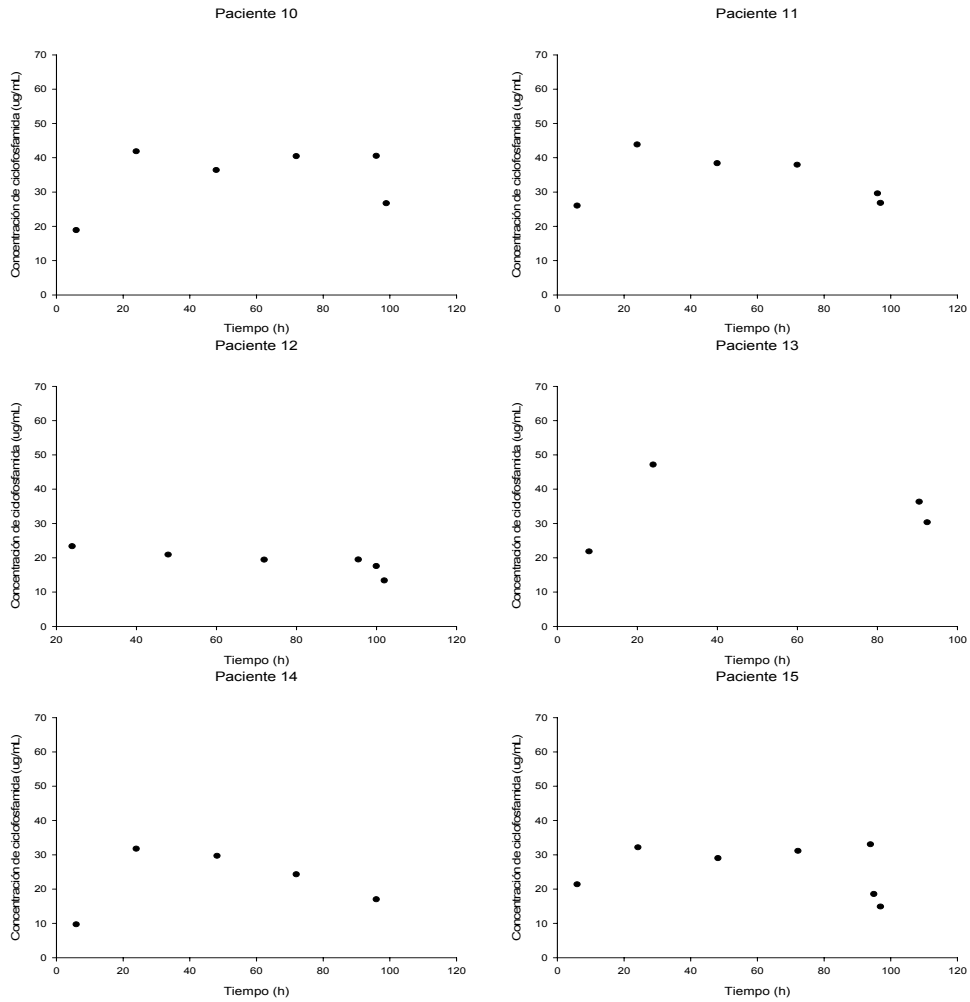 Paciente 10
Concentración de ciclofosfamida (ug/mL)
70
60
50
40
30
20
10
0
0 20 40 60 80 100 120
Tiempo (h)
Paciente 11
Concentración de ciclofosfamida (ug/mL)
70
60
50
40
30
20
10
0
0 20 40 60 80 100 120
Tiempo (h)
Paciente 12
Concentración de ciclofosfamida (ug/mL)
70
60
50
40
30
20
10
0
20 40 60 80 100 120
Tiempo (h)
Paciente 13
Concentración de ciclofosfamida (ug/mL)
70
60
50
40
30
20
10
0
0 20 40 60 80 100
Tiempo (h)
Paciente 14
Concentración de ciclofosfamida (ug/mL)
70
60
50
40
30
20
10
0
0 20 40 60 80 100 120
Tiempo (h)
Paciente 15
Concentración de ciclofosfamida (ug/mL)
70
60
50
40
30
20
10
0
0 20 40 60 80 100 120
Tiempo (h)